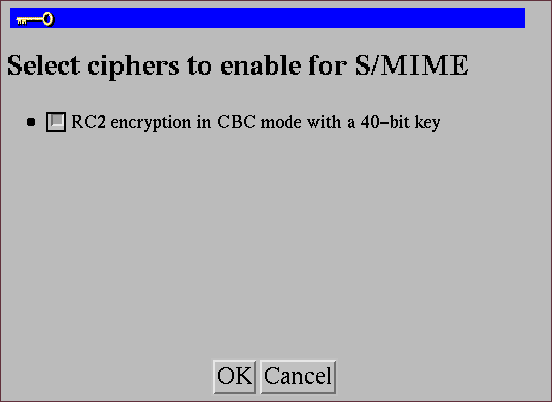 Select ciphers to enable for S/MIME
RC2 encryption in CBC mode with a 40-bit key
OK Cancel